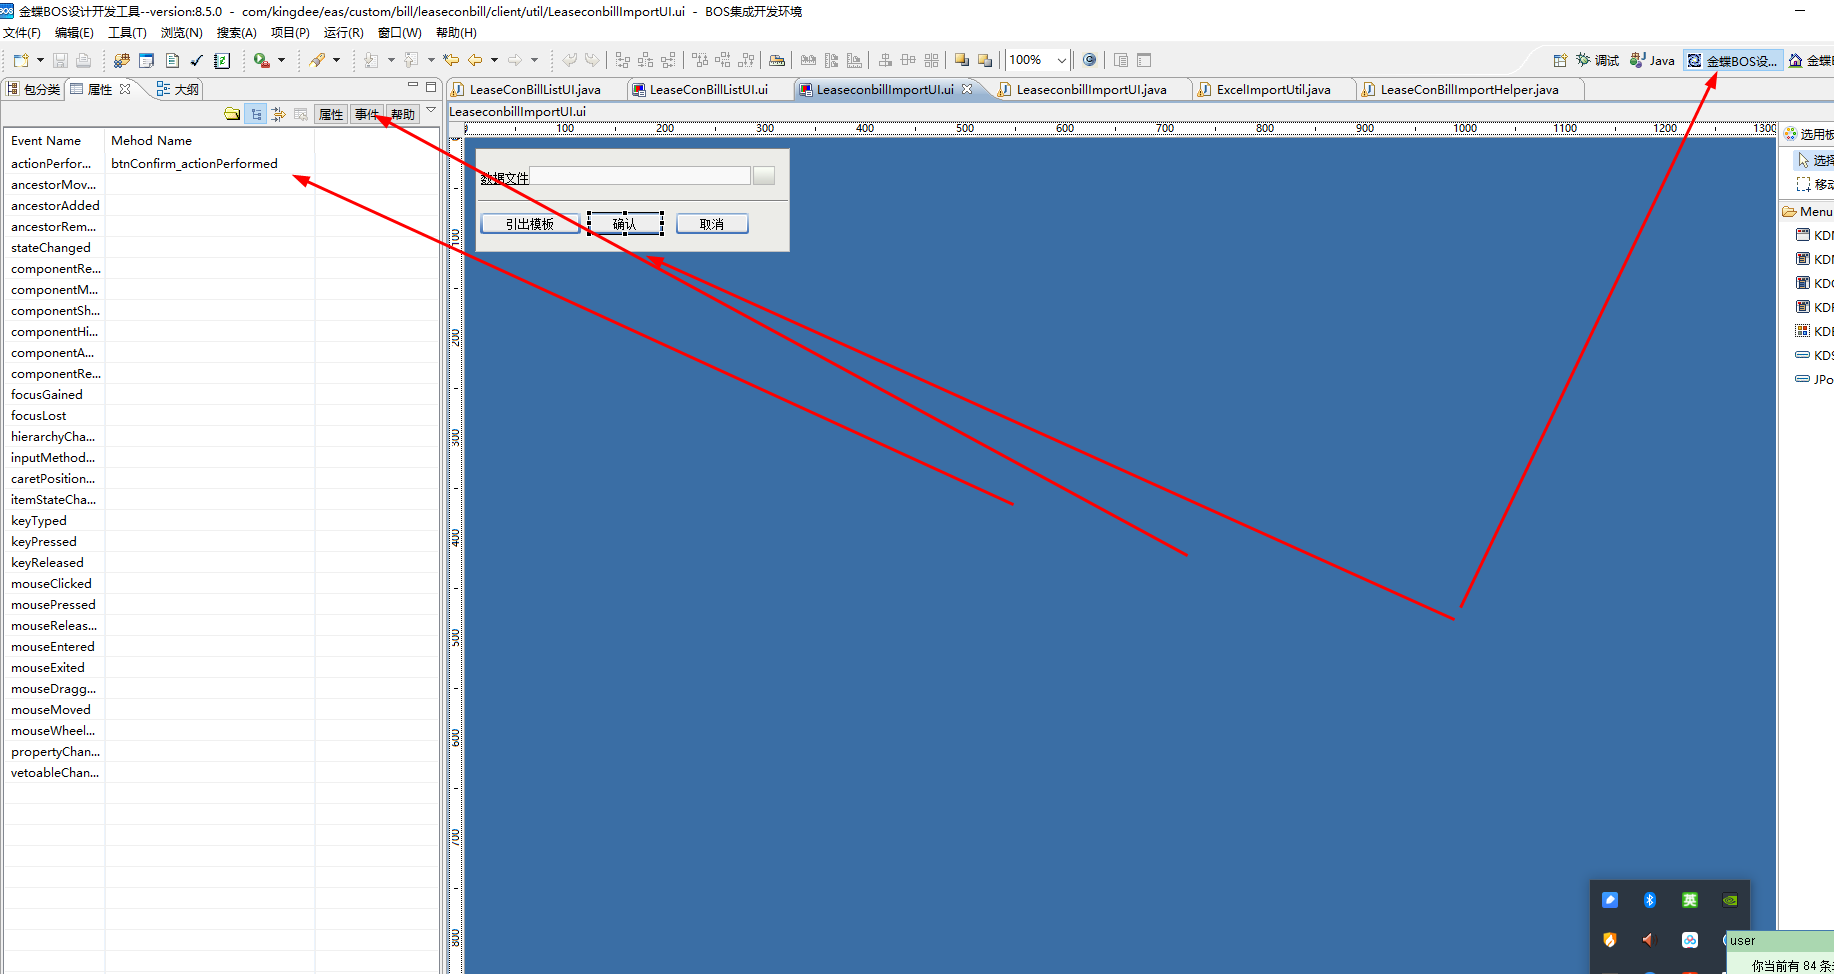 金蝶BOS设计开发工具--version:8.5.0 - com/kingdee/eas/custom/bill/leaseconbill/client/util/LeaseconbillImportUI.ui - BOS集成开发环境
文件(F) 编辑(E) 工具(T) 浏览(N) 搜索(A) 项目(P) 运行(R) 窗口(W) 帮助(H)
100% 调试 Java 金蝶BOS设... 金蝶
包分类 属性 大纲 LeaseConBillListUI.java LeaseConBillListUI.ui LeaseconbillImportUI.ui LeaseconbillImportUI.java ExcelImportUtil.java LeaseConBillImportHelper.java
属性 事件 帮助 LeaseconbillImportUI.ui
0 100 200 300 400 500 600 700 800 900 1000 1100 1200 1300
Event Name Mehod Name
actionPerfor... btnConfirm_actionPerformed
ancestorMov...
ancestorAdded
ancestorRem...
stateChanged
componentRe...
componentM...
componentSh...
componentHi...
componentA...
componentRe...
focusGained
focusLost
hierarchyCha...
inputMethod...
caretPosition...
itemStateCha...
keyTyped
keyPressed
keyReleased
mouseClicked
mousePressed
mouseReleas...
mouseEntered
mouseExited
mouseDragg...
mouseMoved
mouseWheel...
propertyChan...
vetoableChan...
100
200
300
400
500
600
700
800
数据文件
引出模板 确认 取消
选用板
选择
移动
Menu
KDM
KDM
KDC
KDP
KDE
KDS
JPo
英
user
你当前有 84 条